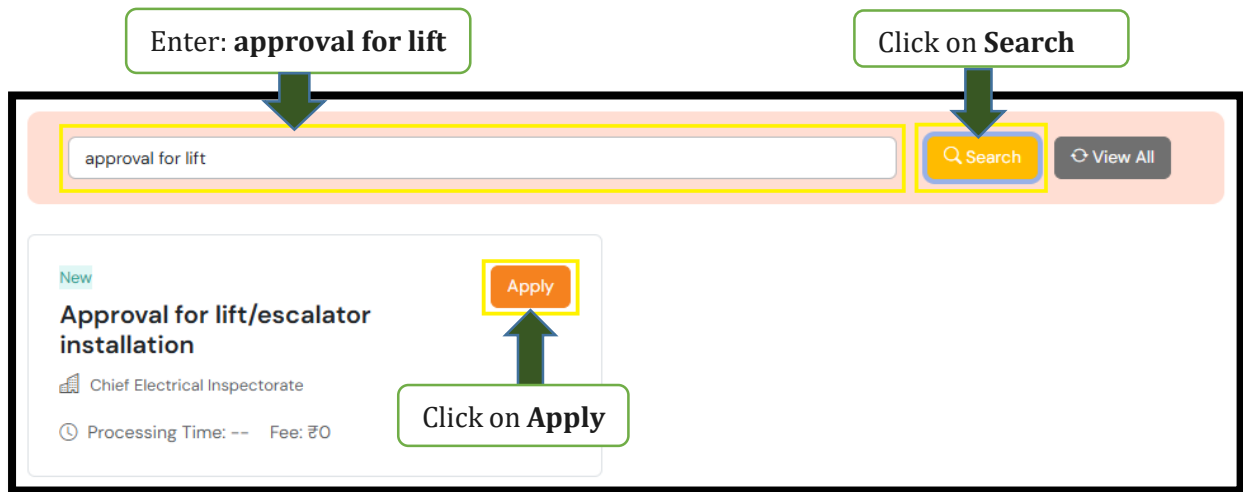 Enter: approval for lift
Click on Search
approval for lift
Search
View All
New
Apply
Approval for lift/escalator
installation
Chief Electrical Inspectorate
Click on Apply
Processing Time: -- Fee: ₹0